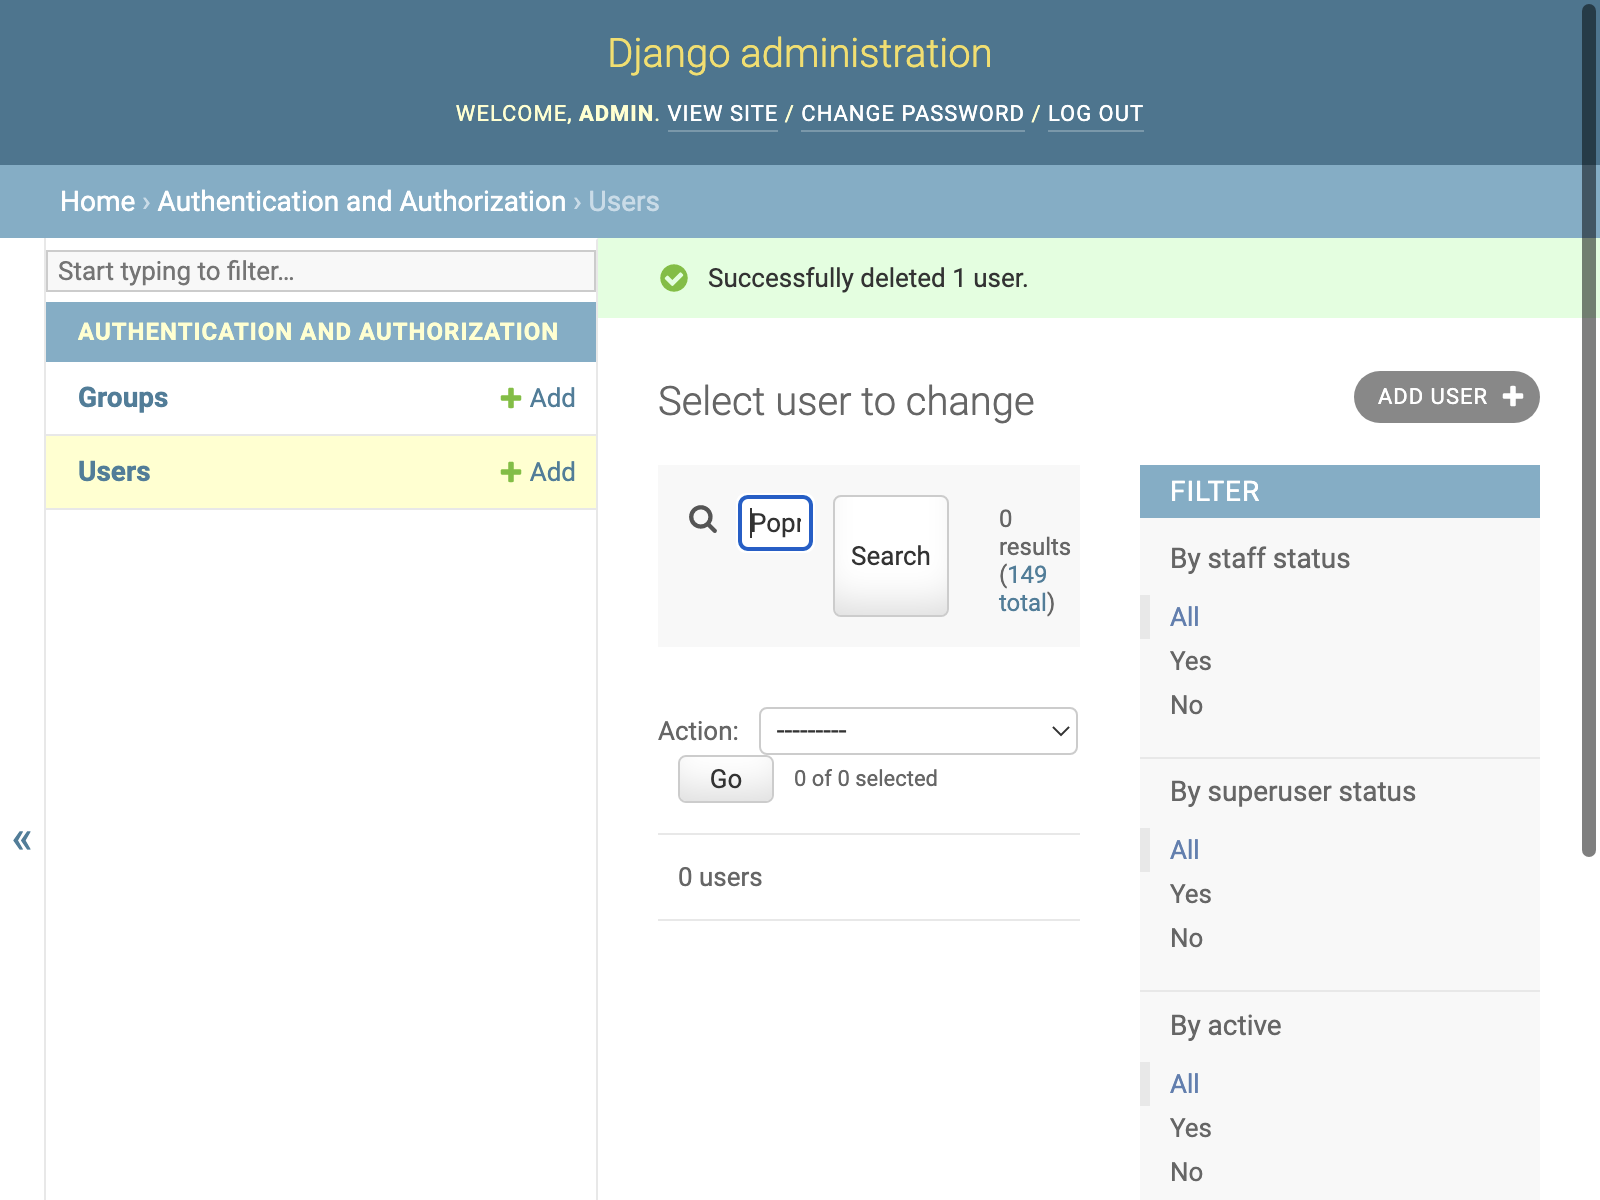 Django administration
WELCOME, ADMIN. VIEW SITE / CHANGE PASSWORD / LOG OUT
Home › Authentication and Authorization › Users
Start typing to filter...
AUTHENTICATION AND AUTHORIZATION
Groups
Add
Users
Add
Successfully deleted 1 user.
Select user to change
ADD USER
Search
0
results
(149
total)
Action: ---------
Go
0 of 0 selected
0 users
FILTER
By staff status
All
Yes
No
By superuser status
All
Yes
No
By active
All
Yes
No
«